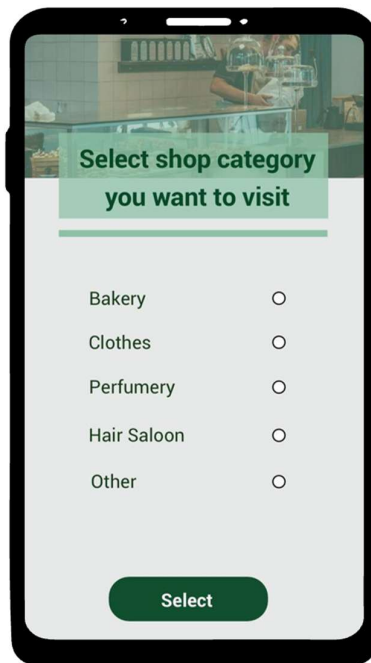 Select shop category
you want to visit
Bakery
Clothes
Perfumery
Hair Saloon
Other
Select